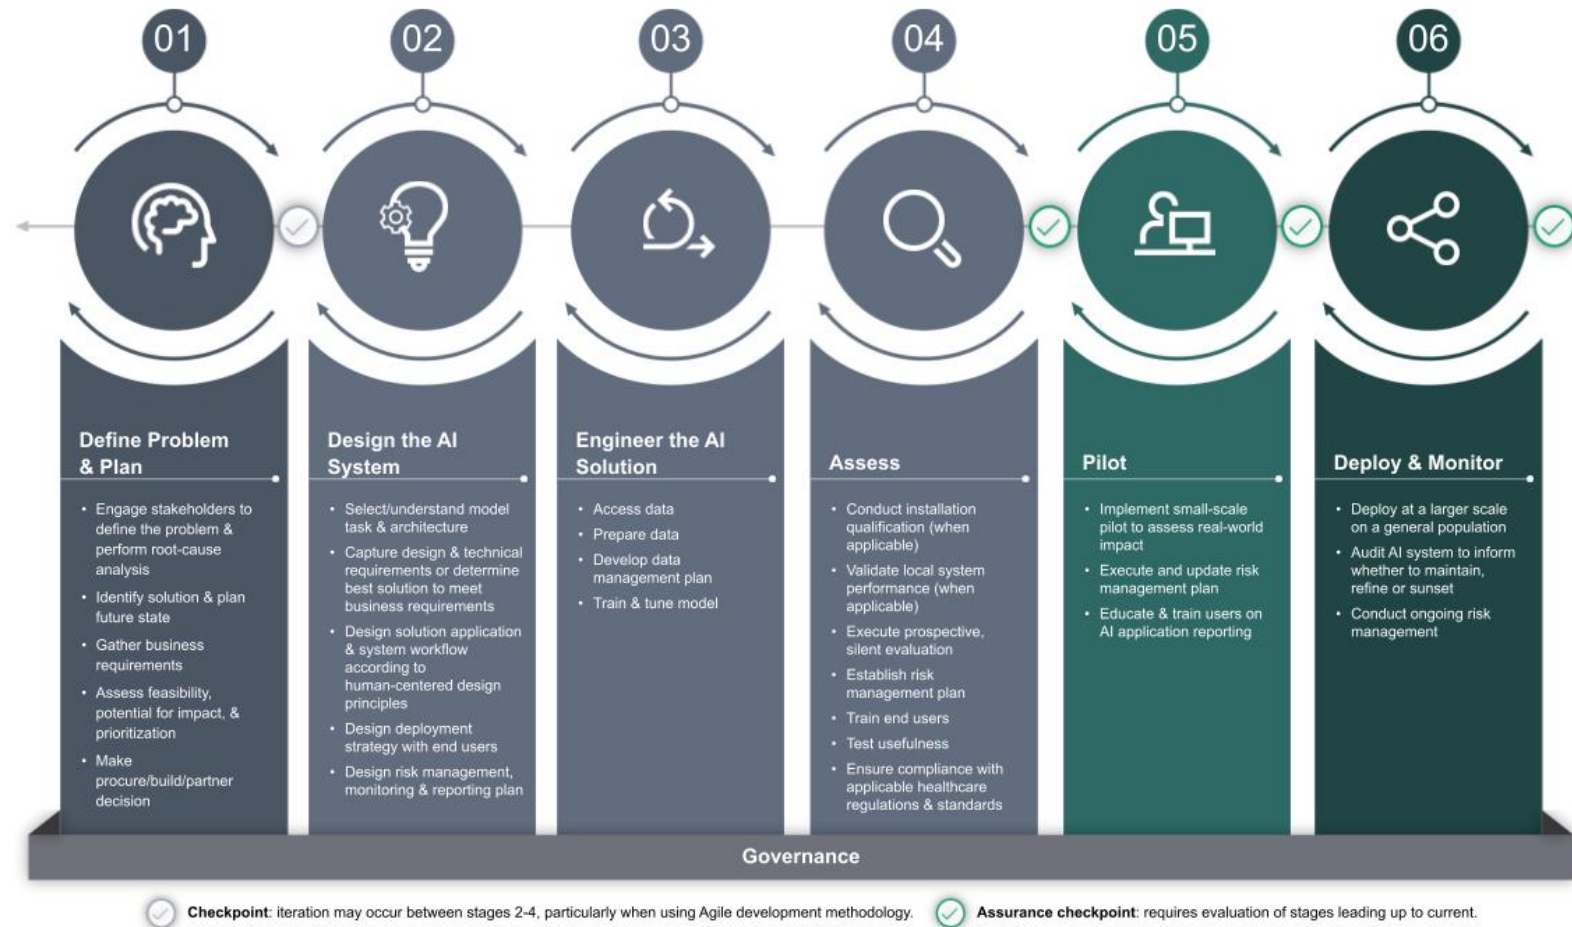 01
02
03
04
05
06
Define Problem
& Plan
• Engage stakeholders to
define the problem &
perform root-cause
analysis
• Identify solution & plan
future state
• Gather business
requirements
• Assess feasibility,
potential for impact, &
prioritization
• Make
procure/build/partner
decision
Design the AI
System
• Select/understand model
task & architecture
• Capture design & technical
requirements or determine
best solution to meet
business requirements
• Design solution application
& system workflow
according to
human-centered design
principles
• Design deployment
strategy with end users
• Design risk management,
monitoring & reporting plan
Engineer the AI
Solution
• Access data
• Prepare data
• Develop data
management plan
• Train & tune model
Assess
• Conduct installation
qualification (when
applicable)
• Validate local system
performance (when
applicable)
• Execute prospective,
silent evaluation
• Establish risk
management plan
• Train end users
• Test usefulness
• Ensure compliance with
applicable healthcare
regulations & standards
Pilot
• Implement small-scale
pilot to assess real-world
impact
• Execute and update risk
management plan
• Educate & train users on
AI application reporting
Deploy & Monitor
• Deploy at a larger scale
on a general population
• Audit AI system to inform
whether to maintain,
refine or sunset
• Conduct ongoing risk
management
Governance
Checkpoint: iteration may occur between stages 2-4, particularly when using Agile development methodology.
Assurance checkpoint: requires evaluation of stages leading up to current.